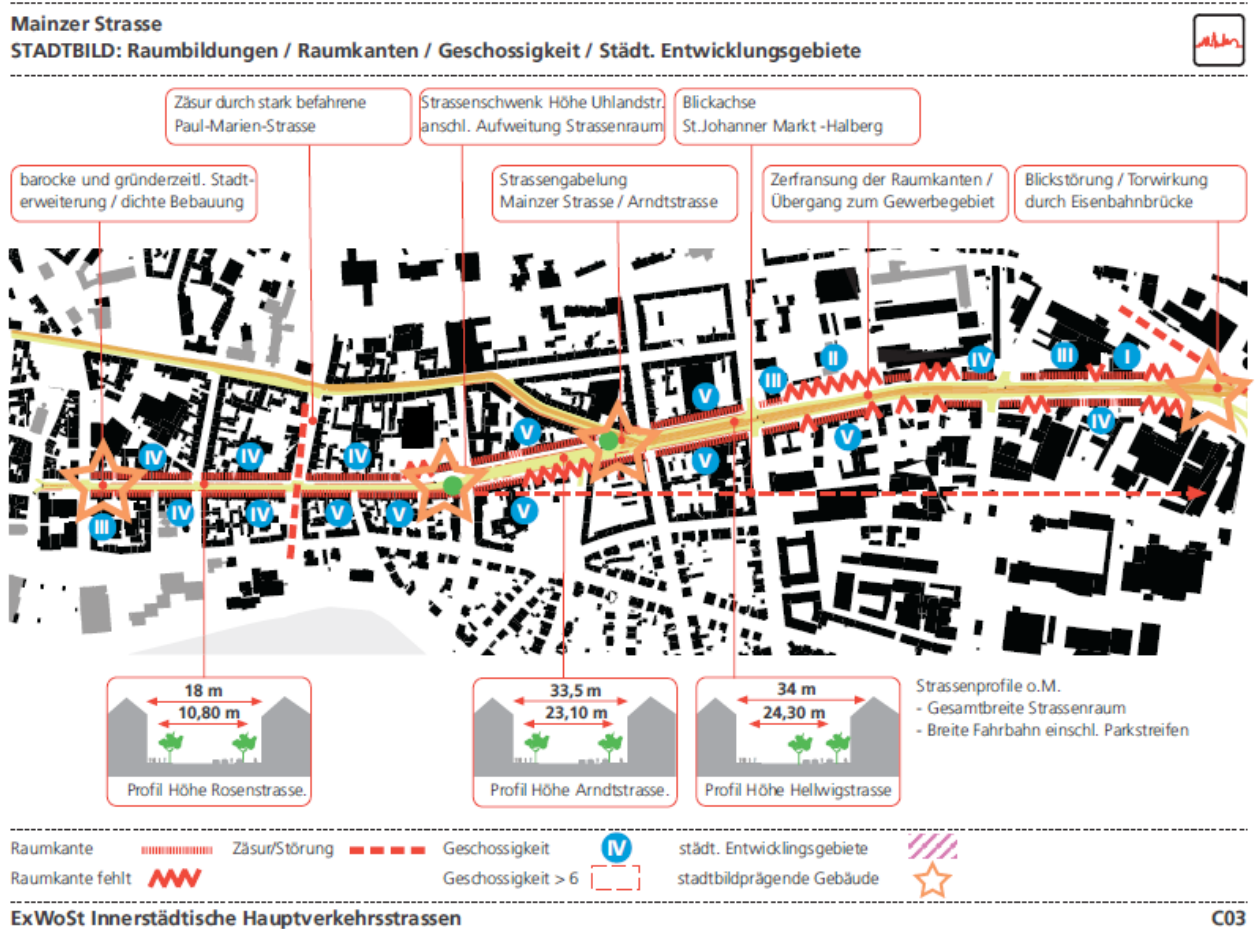 Mainzer Strasse
STADTBILD: Raumbildungen / Raumkanten / Geschossigkeit / Städt. Entwicklungsgebiete
Zäsur durch stark befahrene
Paul-Marien-Strasse
Strassenschwenk Höhe Uhlandstr.
anschl. Aufweitung Strassenraum
Blickachse
St.Johanner Markt -Halberg
barocke und gründerzeitl. Stadt-
erweiterung / dichte Bebauung
Strassengabelung
Mainzer Strasse / Arndtstrasse
Zerfransung der Raumkanten /
Übergang zum Gewerbegebiet
Blickstörung / Torwirkung
durch Eisenbahnbrücke
II
III
IV
III
I
V
V
IV
IV
IV
IV
V
V
III
IV
IV
V
V
V
18 m
10,80 m
Profil Höhe Rosenstrasse.
33,5 m
23,10 m
Profil Höhe Arndtstrasse.
34 m
24,30 m
Profil Höhe Hellwigstrasse
Strassenprofile o.M.
- Gesamtbreite Strassenraum
- Breite Fahrbahn einschl. Parkstreifen
Raumkante
Zäsur/Störung
Geschossigkeit
IV
städt. Entwicklingsgebiete
Raumkante fehlt
Geschossigkeit > 6
stadtbildprägende Gebäude
ExWoSt Innerstädtische Hauptverkehrsstrassen
C03